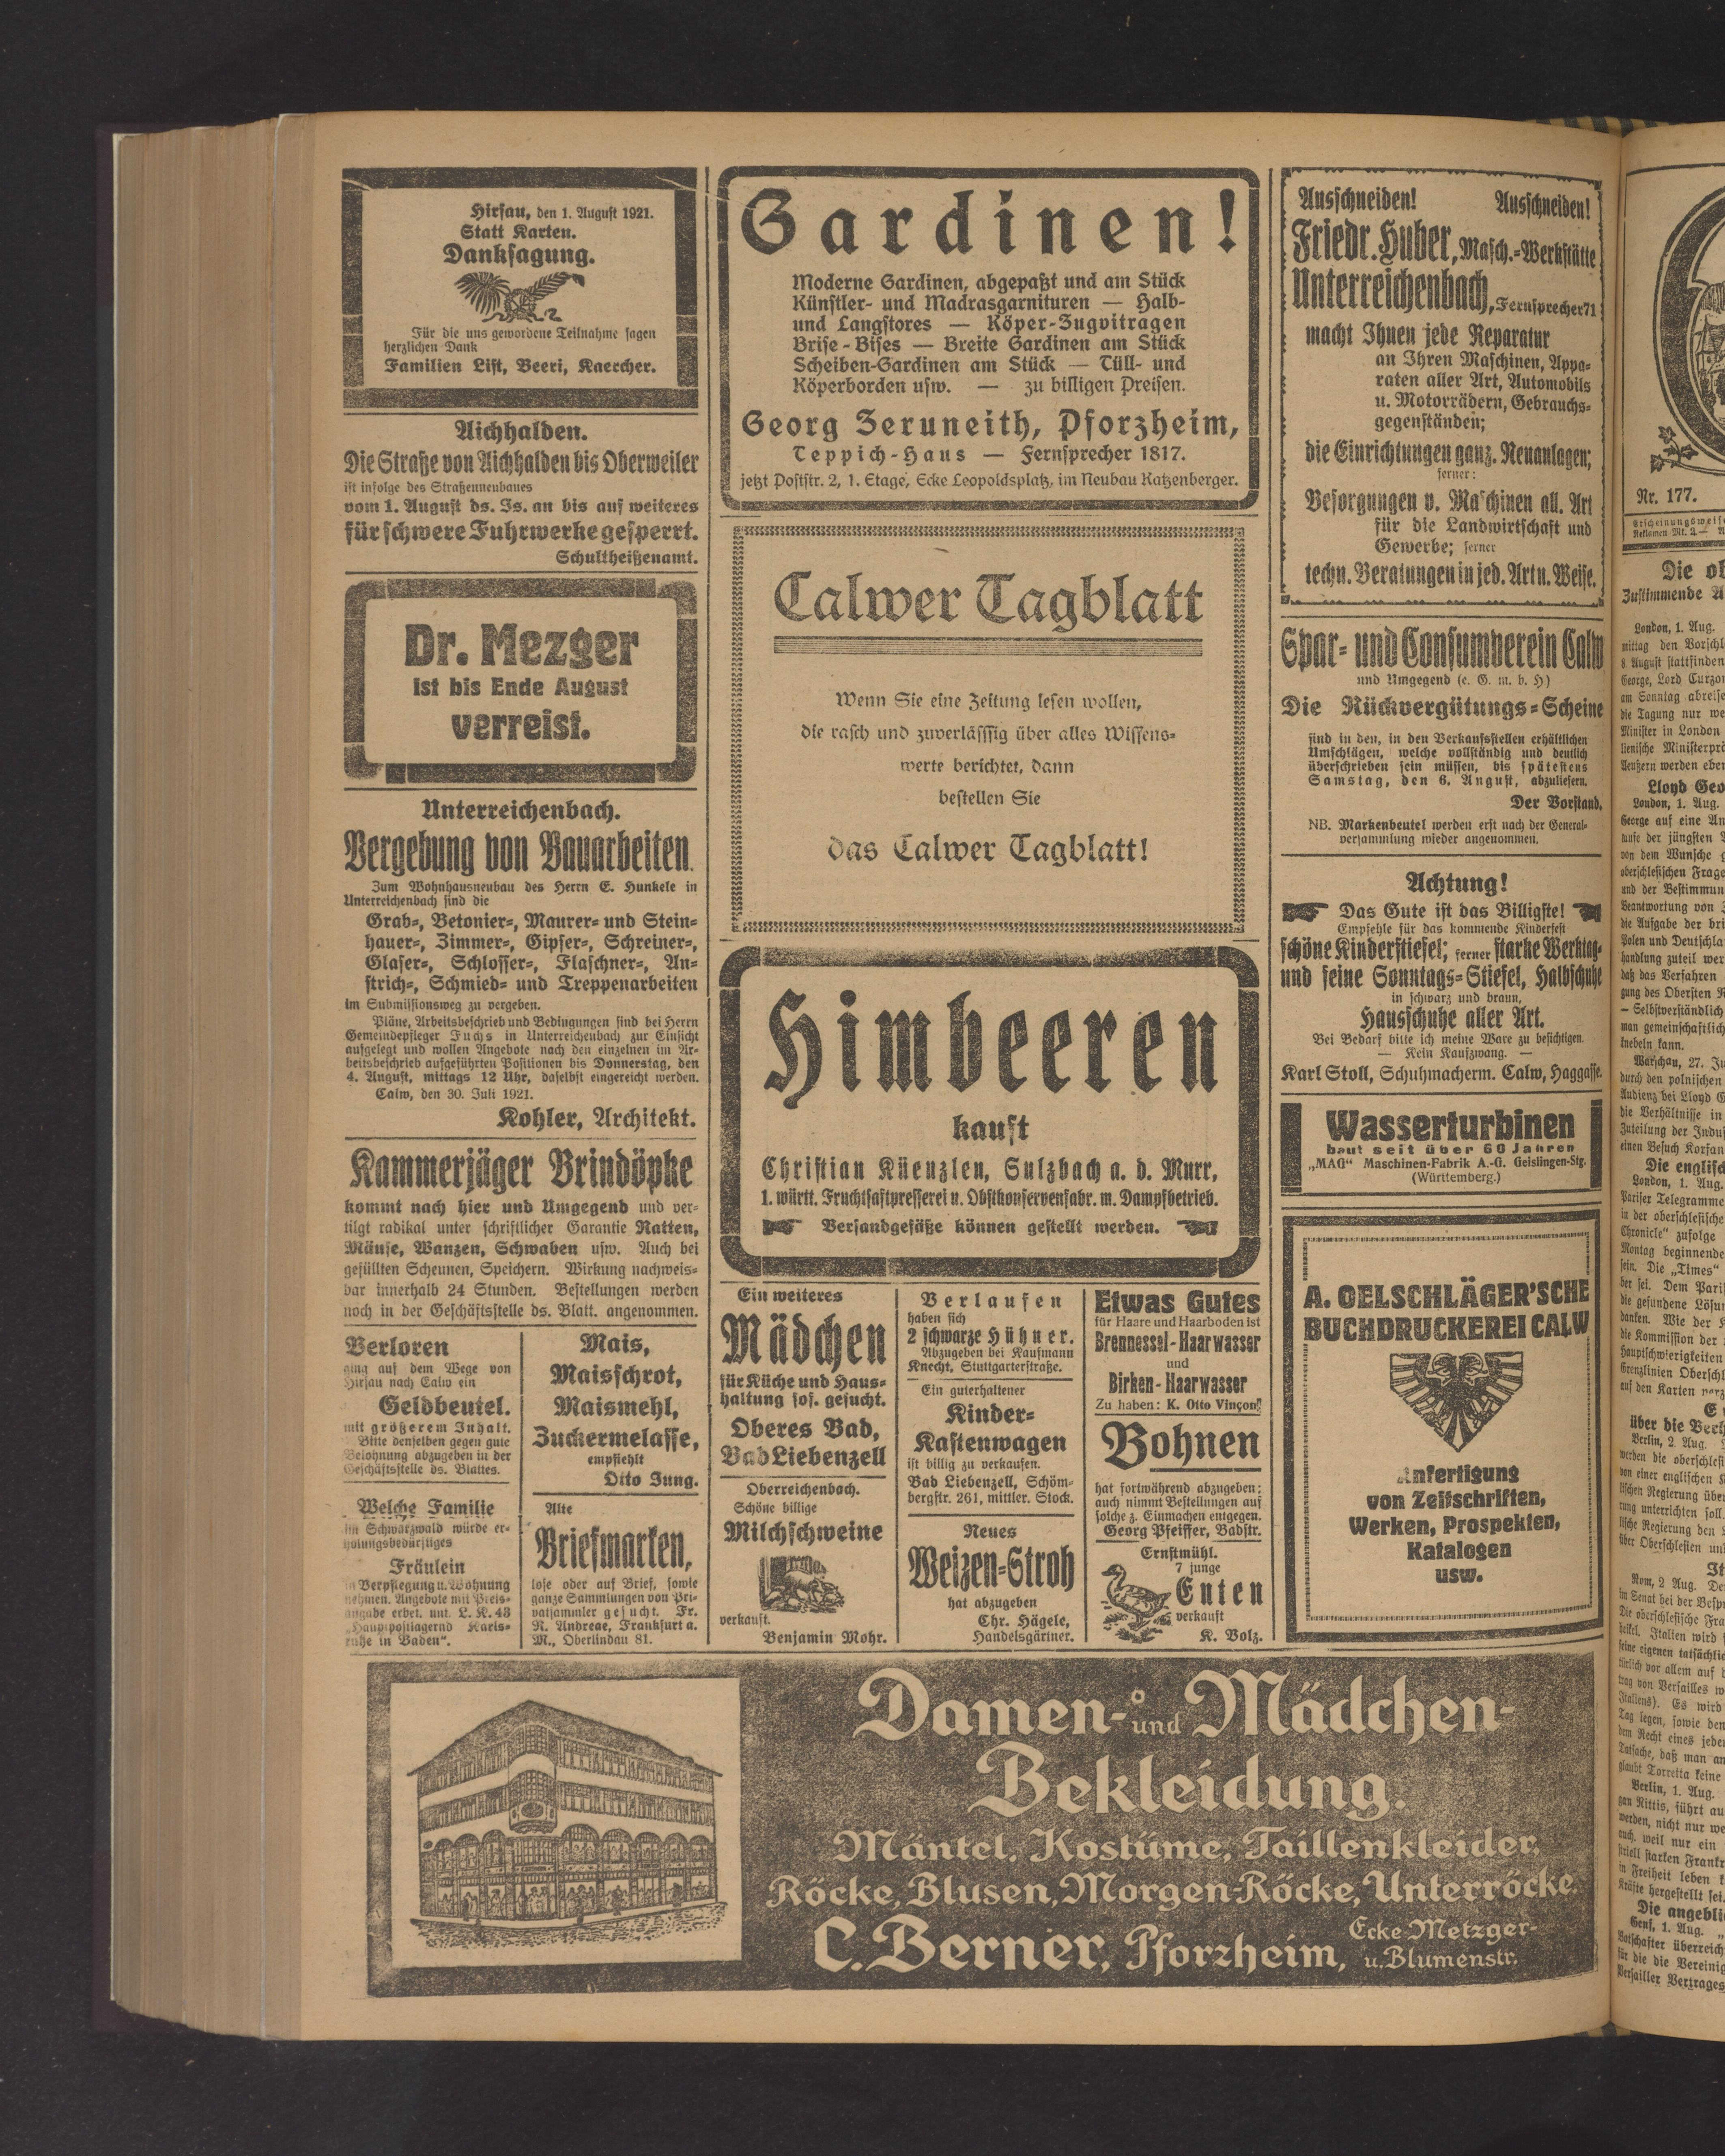 Hirsau, den 1. August 1921.
Statt Karten.
Danksagung.
Für die uns gewordene Teilnahme sagen
herzlichen Dank
Familien List, Beeri, Kaercher.
Aichhalden.
Die Straße von Aichhalden bis Oberweiler
ist infolge des Straßenneubaues
vom 1. August ds. Js. an bis auf weiteres
für schwere Fuhrwerke gesperrt.
Schultheißenamt.
Dr. Mezger
ist bis Ende August
verreist.
Unterreichenbach.
Vergebung von Bauarbeiten.
Zum Wohnhausneubau des Herrn E. Hunkele in
Unterreichenbach sind die
Grab-, Betonier-, Maurer- und Stein-
hauer-, Zimmer-, Gipser-, Schreiner-,
Glaser-, Schlosser-, Flaschner-, An-
strich-, Schmied- und Treppenarbeiten
im Submissionsweg zu vergeben.
Pläne, Arbeitsbeschrieb und Bedingungen sind bei Herrn
Gemeindepfleger Fuchs in Unterreichenbach zur Einsicht
aufgelegt und wollen Angebote nach den einzelnen im Ar-
beitsbeschrieb aufgeführten Positionen bis Donnerstag, den
4. August, mittags 12 Uhr, daselbst eingereicht werden.
Calw, den 30. Juli 1921.
Kohler, Architekt.
Kammerjäger Brindöpke
kommt nach hier und Umgegend und ver-
tilgt radikal unter schriftlicher Garantie Ratten,
Mäuse, Wanzen, Schwaben usw. Auch bei
gefüllten Scheunen, Speichern. Wirkung nachweis-
bar innerhalb 24 Stunden. Bestellungen werden
noch in der Geschäftsstelle ds. Blatt. angenommen.
Verloren
ging auf dem Wege von
Hirsau nach Calw ein
Geldbeutel.
mit größerem Inhalt.
Bitte denselben gegen gute
Belohnung abzugeben in der
Geschäftsstelle ds. Blattes.
Welche Familie
im Schwarzwald würde er-
holungsbedürftiges
Fräulein
in Verpflegung u. Wohnung
nehmen. Angebote mit Preis-
angabe erbet. unt. L. K. 43
„Hauptpostlagernd Karls-
ruhe in Baden“.
Mais,
Maisschrot,
Maismehl,
Zuckermelasse,
empfiehlt
Otto Jung.
Alte
Briefmarken,
lose oder auf Brief, sowie
ganze Sammlungen von Pri-
vatsammler gesucht. Fr.
R. Andreae, Frankfurt a.
M., Oberlindau 81.
Gardinen!
Moderne Gardinen, abgepaßt und am Stück
Künstler- und Madrasgarnituren — Halb-
und Langstores — Köper-Zugvitragen
Brise-Bises — Breite Gardinen am Stück
Scheiben-Gardinen am Stück — Tüll- und
Köperborden usw. — zu billigen Preisen.
Georg Zeruneith, Pforzheim,
Teppich-Haus — Fernsprecher 1817.
jetzt Poststr. 2, 1. Etage, Ecke Leopoldsplatz, im Neubau Katzenberger.
Calwer Tagblatt
Wenn Sie eine Zeitung lesen wollen,
die rasch und zuverlässig über alles Wissens-
werte berichtet, dann
bestellen Sie
das Calwer Tagblatt!
Himbeeren
kauft
Christian Küenzlen, Sulzbach a. d. Murr,
1. württ. Fruchtsaftpresserei u. Obstkonservenfabr. m. Dampfbetrieb.
Versandgefäße können gestellt werden.
Ein weiteres
Mädchen
für Küche und Haus-
haltung sof. gesucht.
Oberes Bad,
Bad Liebenzell
Oberreichenbach.
Schöne billige
Milchschweine
verkauft.
Benjamin Mohr.
Verlaufen
haben sich
2 schwarze Hühner.
Abzugeben bei Kaufmann
Knecht, Stuttgarterstraße.
Ein guterhaltener
Kinder-
Kastenwagen
ist billig zu verkaufen.
Bad Liebenzell, Schöm-
bergstr. 261, mittler. Stock.
Neues
Weizen-Stroh
hat abzugeben
Chr. Hägele,
Handelsgärtner.
Etwas Gutes
für Haare und Haarboden ist
Brennessel-Haarwasser
und
Birken-Haarwasser
Zu haben: K. Otto Vinçon
Bohnen
hat fortwährend abzugeben;
auch nimmt Bestellungen auf
solche z. Einmachen entgegen.
Georg Pfeiffer, Badstr.
Ernstmühl.
7 junge
Enten
verkauft
K. Volz.
Ausschneiden! Ausschneiden!
Friedr. Huber, Masch.-Werkstätte
Unterreichenbach, Fernsprecher 71
macht Ihnen jede Reparatur
an Ihren Maschinen, Appa-
raten aller Art, Automobils
u. Motorrädern, Gebrauchs-
gegenständen;
die Einrichtungen ganz. Neuanlagen;
ferner:
Besorgungen v. Maschinen all. Art
für die Landwirtschaft und
Gewerbe; ferner
techn. Beratungen in jed. Art u. Weise.
Spar- und Consumverein Calw
und Umgegend (e. G. m. b. H)
Die Rückvergütungs-Scheine
sind in den, in den Verkaufsstellen erhältlichen
Umschlägen, welche vollständig und deutlich
überschrieben sein müssen, bis spätestens
Samstag, den 6. August, abzuliefern.
Der Vorstand.
NB. Markenbeutel werden erst nach der General-
versammlung wieder angenommen.
Achtung!
Das Gute ist das Billigste!
Empfehle für das kommende Kinderfest
schöne Kinderstiefel; ferner starke Werktag-
und feine Sonntags-Stiefel, Halbschuhe
in schwarz und braun,
Hausschuhe aller Art.
Bei Bedarf bitte ich meine Ware zu besichtigen.
— Kein Kaufzwang. —
Karl Stoll, Schuhmacherm. Calw, Haggasse.
Wasserturbinen
baut seit über 60 Jahren
„MAG“ Maschinen-Fabrik A.-G. Geislingen-Stg.
(Württemberg.)
A. OELSCHLÄGER'SCHE
BUCHDRUCKEREI CALW
Anfertigung
von Zeitschriften,
Werken, Prospekten,
Katalogen
usw.
Damen- und Mädchen-
Bekleidung.
Mäntel, Kostüme, Taillenkleider,
Röcke, Blusen, Morgen-Röcke, Unterröcke
C. Berner, Pforzheim, Ecke Metzger-
u. Blumenstr.
Nr. 177.
London, 1. Aug.